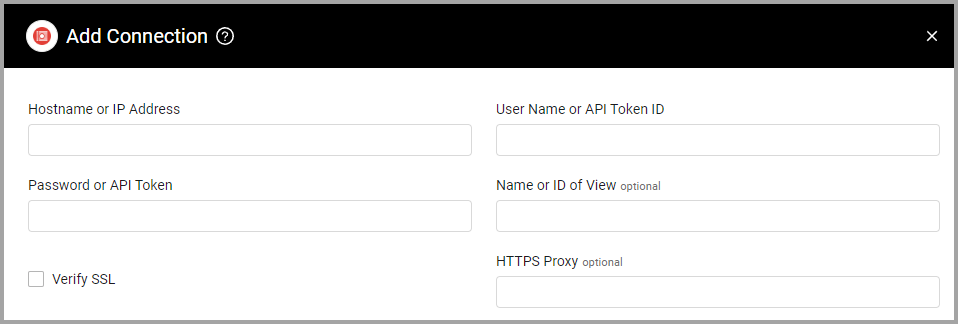 Add Connection ?
Hostname or IP Address
User Name or API Token ID
Password or API Token
Name or ID of View optional
Verify SSL
HTTPS Proxy optional